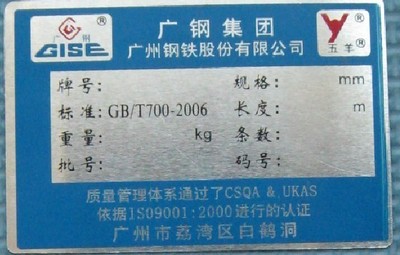 广钢
GISE®
广钢集团
广州钢铁股份有限公司
五羊®
牌号: 规格: mm
标准: GB/T700-2006 长度: m
重量: kg 条数:
批号: 码号:
质量管理体系通过了CSQA & UKAS
依据ISO9001:2000进行的认证
广州市荔湾区白鹤洞